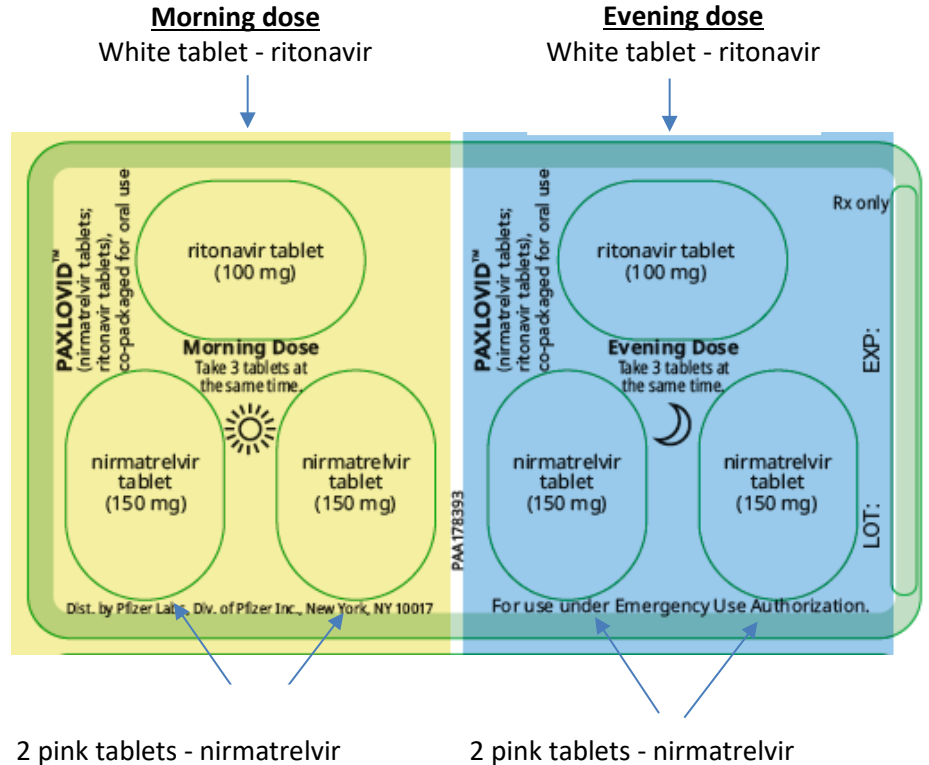 Morning dose
White tablet - ritonavir
Evening dose
White tablet - ritonavir
PAXLOVID™
(nirmatrelvir tablets;
ritonavir tablets),
co-packaged for oral use
ritonavir tablet
(100 mg)
Morning Dose
Take 3 tablets at
the same time.
nirmatrelvir
tablet
(150 mg)
nirmatrelvir
tablet
(150 mg)
Dist. by Pfizer Labs, Div. of Pfizer Inc., New York, NY 10017
PAA178393
PAXLOVID™
(nirmatrelvir tablets;
ritonavir tablets),
co-packaged for oral use
ritonavir tablet
(100 mg)
Rx only
Evening Dose
Take 3 tablets at
the same time.
nirmatrelvir
tablet
(150 mg)
nirmatrelvir
tablet
(150 mg)
EXP:
LOT:
For use under Emergency Use Authorization.
2 pink tablets - nirmatrelvir
2 pink tablets - nirmatrelvir